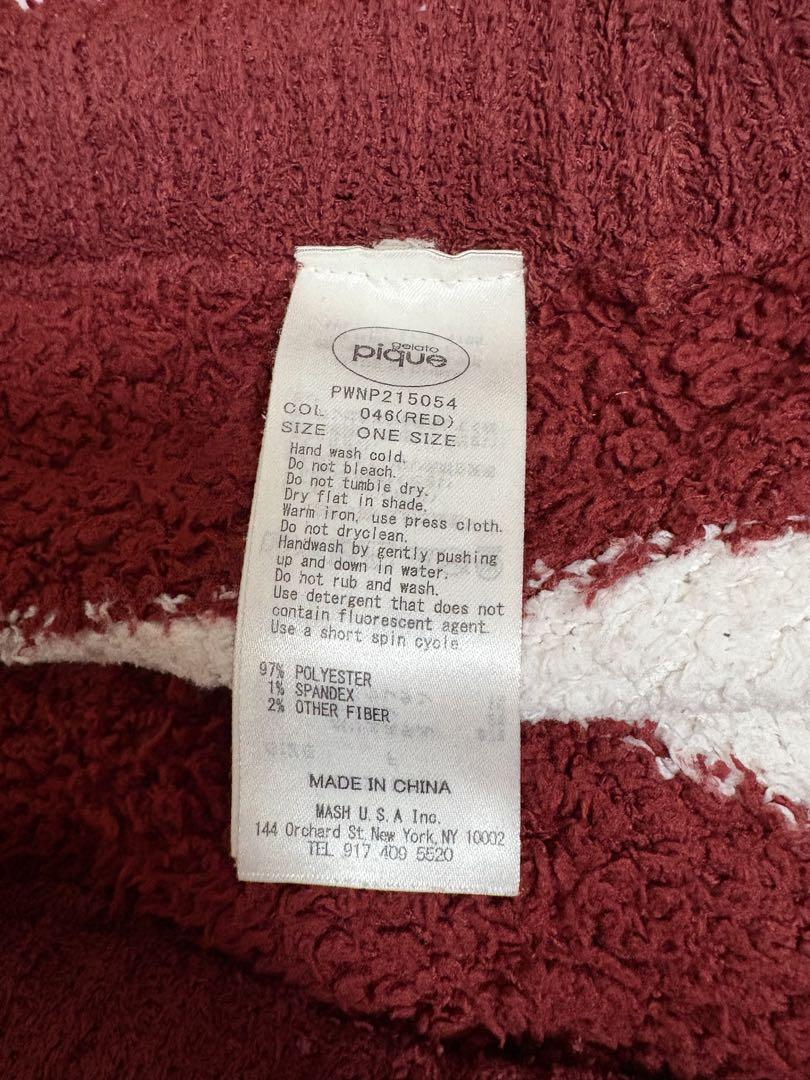 gelato
pique
PWNP215054
COL 046(RED)
SIZE ONE SIZE
Hand wash cold.
Do not bleach.
Do not tumble dry.
Dry flat in shade.
Warm iron, use press cloth.
Do not dryclean.
Handwash by gently pushing
up and down in water.
Do not rub and wash.
Use detergent that does not
contain fluorescent agent.
Use a short spin cycle.
97% POLYESTER
1% SPANDEX
2% OTHER FIBER
MADE IN CHINA
MASH U.S.A Inc.
144 Orchard St. New York, NY 10002
TEL 917 409 5520